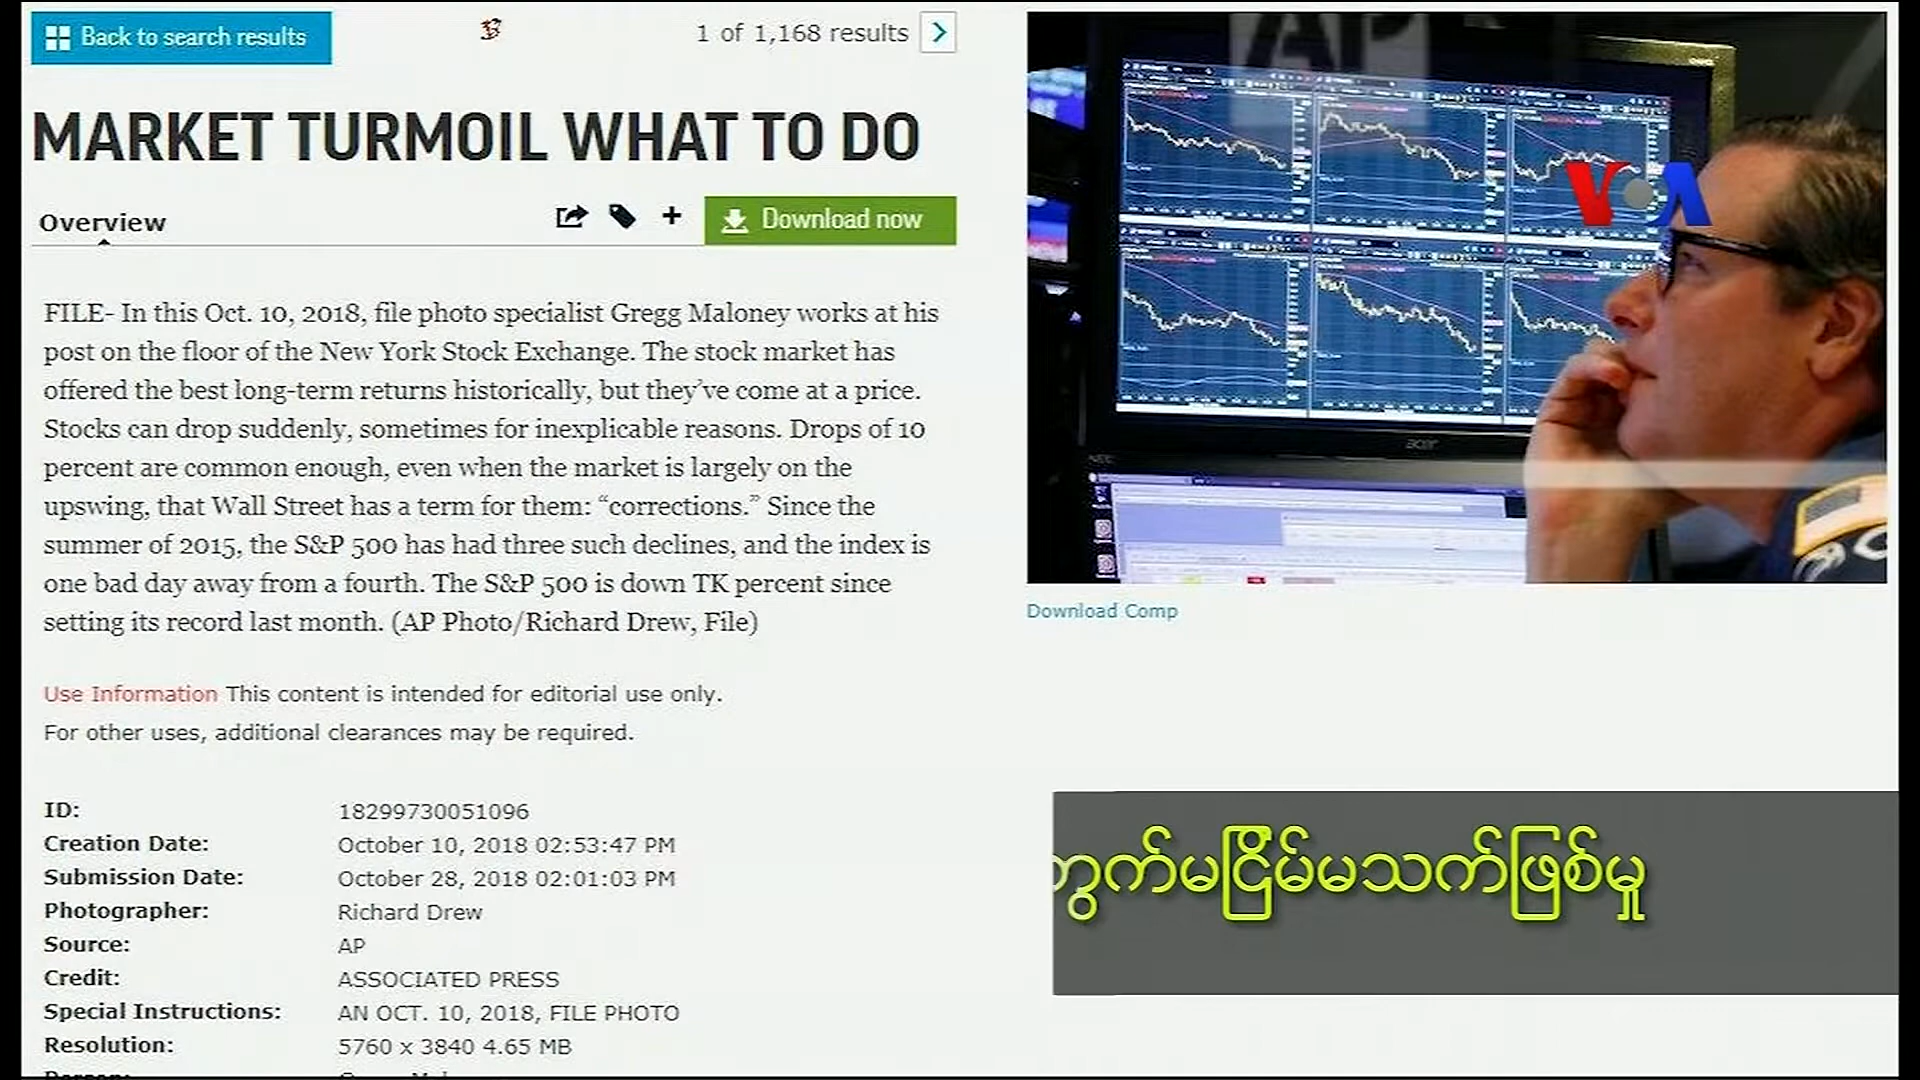 Back to search results
1 of 1,168 results
MARKET TURMOIL WHAT TO DO
Overview
Download now
FILE- In this Oct. 10, 2018, file photo specialist Gregg Maloney works at his
post on the floor of the New York Stock Exchange. The stock market has
offered the best long-term returns historically, but they’ve come at a price.
Stocks can drop suddenly, sometimes for inexplicable reasons. Drops of 10
percent are common enough, even when the market is largely on the
upswing, that Wall Street has a term for them: “corrections.” Since the
summer of 2015, the S&P 500 has had three such declines, and the index is
one bad day away from a fourth. The S&P 500 is down TK percent since
setting its record last month. (AP Photo/Richard Drew, File)
Use Information This content is intended for editorial use only.
For other uses, additional clearances may be required.
ID: 18299730051096
Creation Date: October 10, 2018 02:53:47 PM
Submission Date: October 28, 2018 02:01:03 PM
Photographer: Richard Drew
Source: AP
Credit: ASSOCIATED PRESS
Special Instructions: AN OCT. 10, 2018, FILE PHOTO
Resolution: 5760 x 3840 4.65 MB
AP
VOA
acer
Download Comp
တွက်မငြိမ်မသက်ဖြစ်မှု